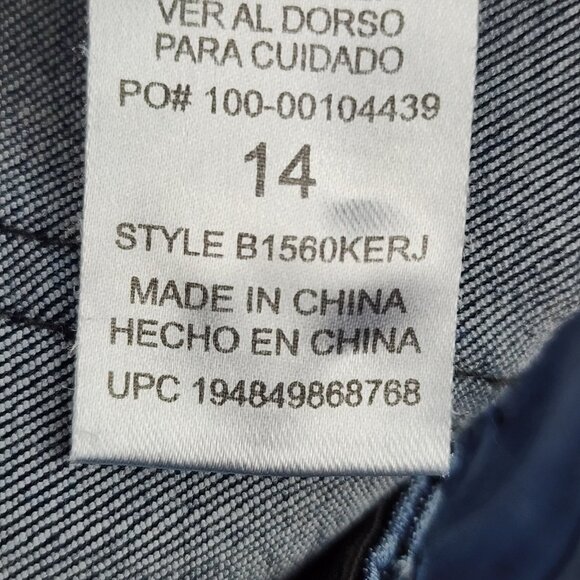 VER AL DORSO
PARA CUIDADO
PO# 100-00104439
14
STYLE B1560KERJ
MADE IN CHINA
HECHO EN CHINA
UPC 194849868768